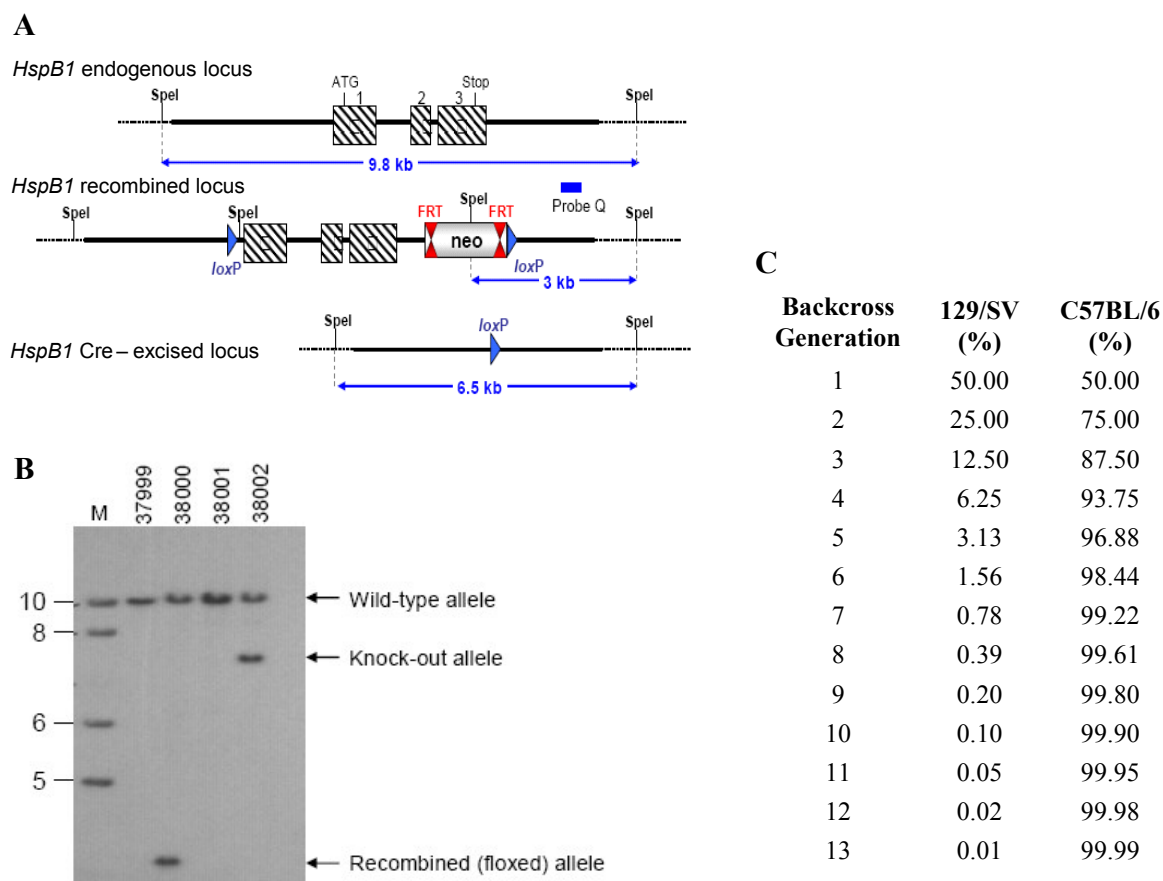 A
HspB1 endogenous locus
SpeI
ATG
1
2
3
Stop
SpeI
9.8 kb
HspB1 recombined locus
SpeI
SpeI
loxP
FRT
SpeI
FRT
neo
loxP
Probe Q
SpeI
3 kb
HspB1 Cre – excised locus
SpeI
loxP
SpeI
6.5 kb
B
M
37999
38000
38001
38002
10
8
6
5
Wild-type allele
Knock-out allele
Recombined (floxed) allele
C
Backcross Generation 129/SV (%) C57BL/6 (%)
1 50.00 50.00
2 25.00 75.00
3 12.50 87.50
4 6.25 93.75
5 3.13 96.88
6 1.56 98.44
7 0.78 99.22
8 0.39 99.61
9 0.20 99.80
10 0.10 99.90
11 0.05 99.95
12 0.02 99.98
13 0.01 99.99